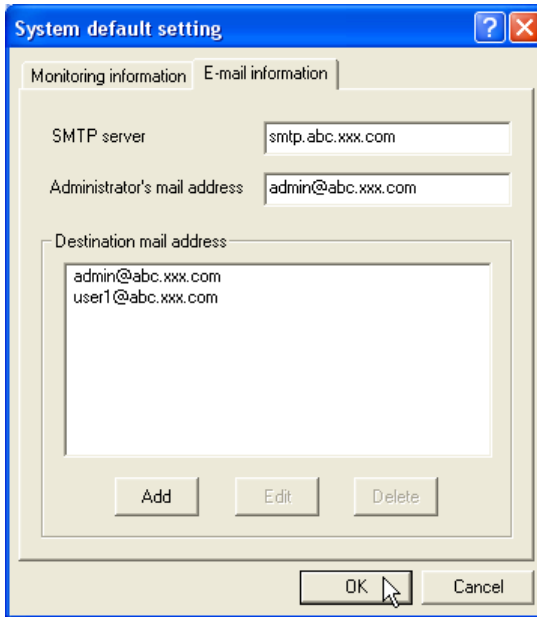 System default setting
Monitoring information E-mail information
SMTP server smtp.abc.xxx.com
Administrator's mail address admin@abc.xxx.com
Destination mail address
admin@abc.xxx.com
user1@abc.xxx.com
Add Edit Delete
OK Cancel